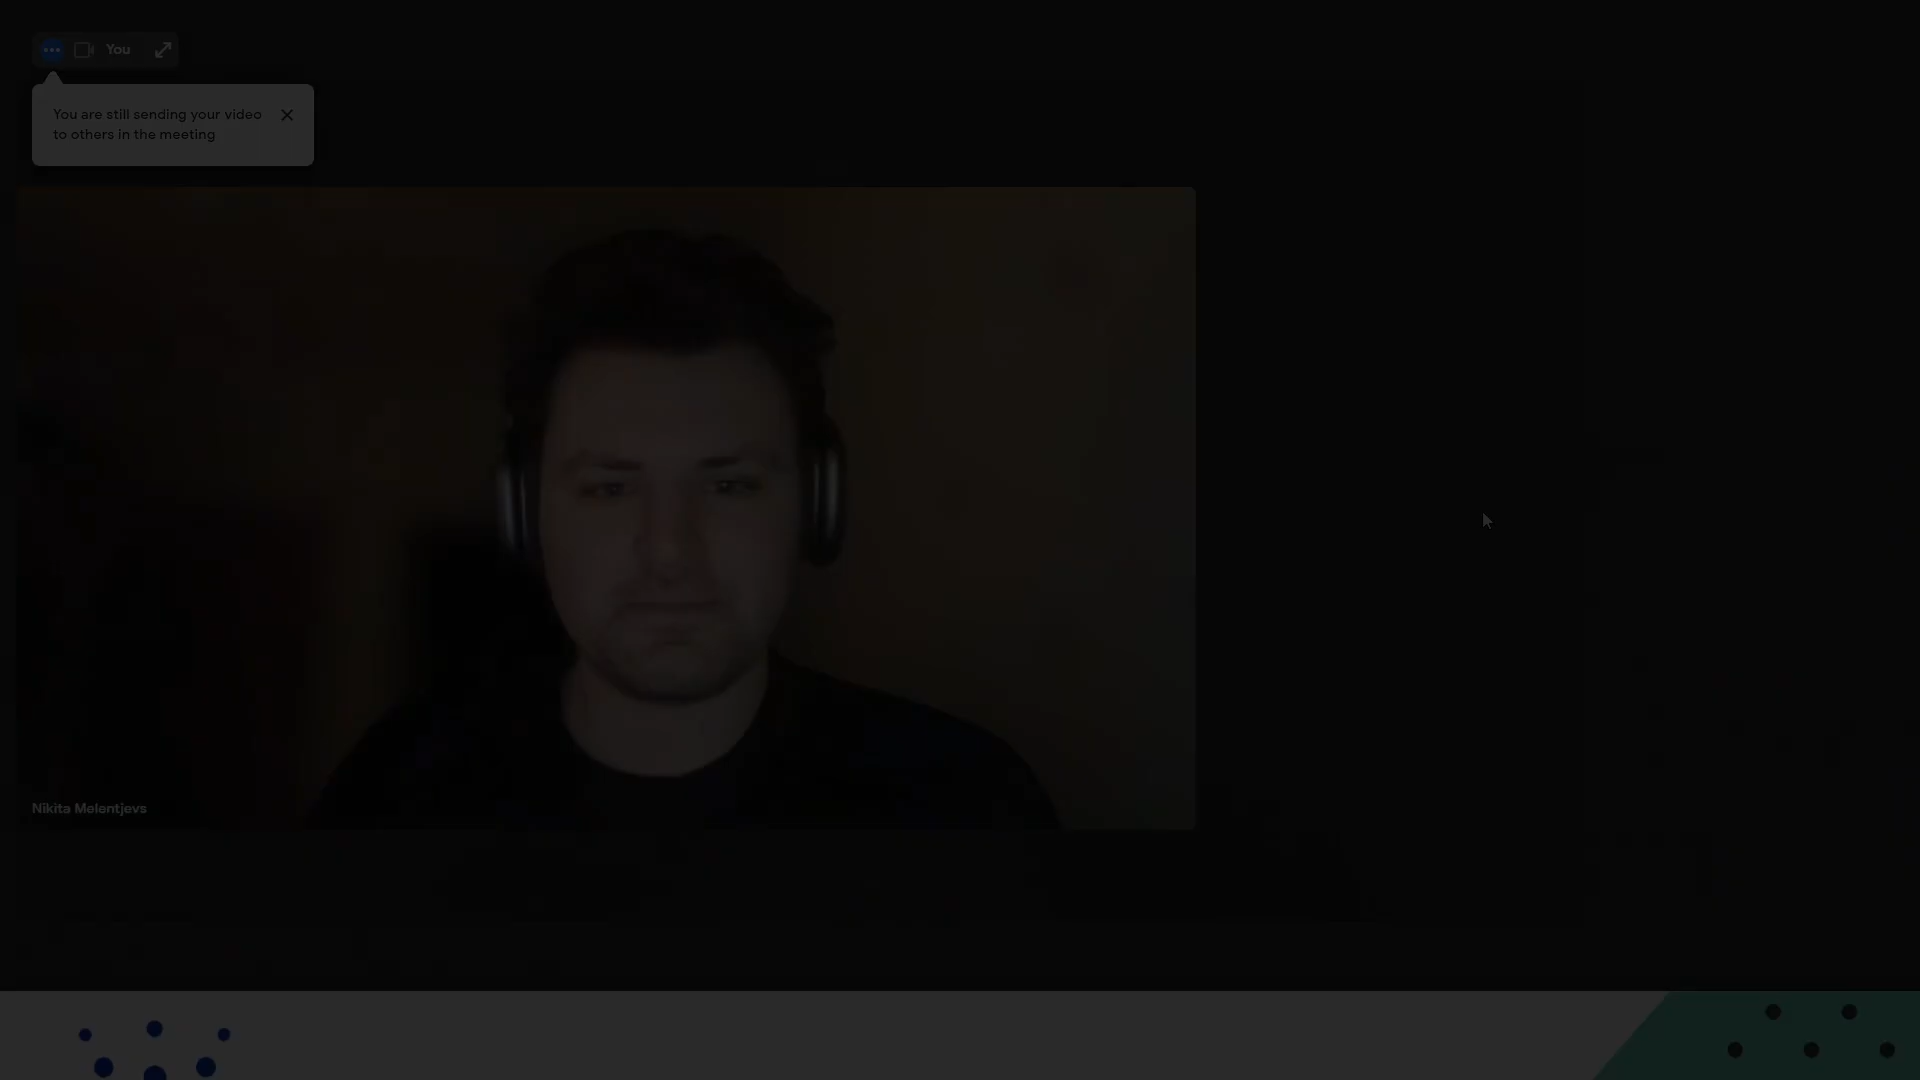 You
You are still sending your video
to others in the meeting
Nikita Melentjevs